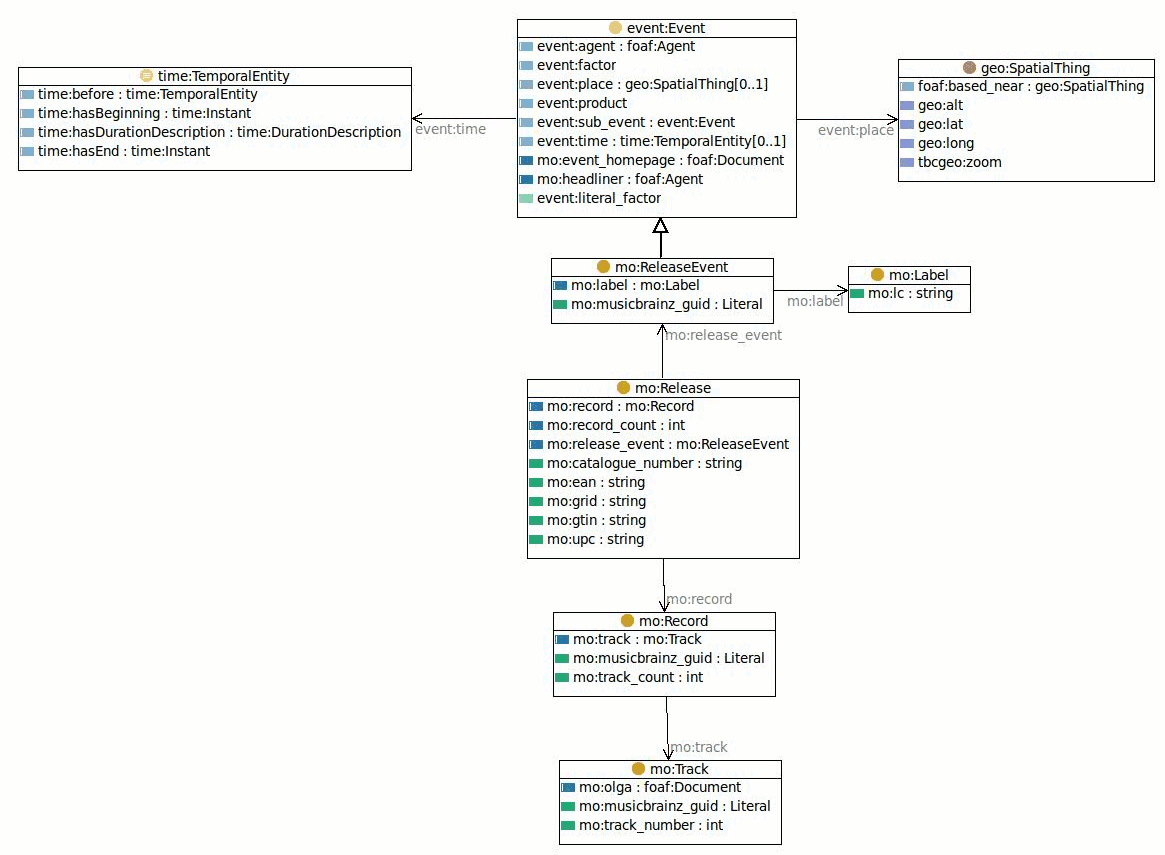 event:Event
event:agent : foaf:Agent
event:factor
event:place : geo:SpatialThing[0..1]
event:product
event:sub_event : event:Event
event:time : time:TemporalEntity[0..1]
mo:event_homepage : foaf:Document
mo:headliner : foaf:Agent
event:literal_factor
time:TemporalEntity
time:before : time:TemporalEntity
time:hasBeginning : time:Instant
time:hasDurationDescription : time:DurationDescription
time:hasEnd : time:Instant
event:time
event:place
geo:SpatialThing
foaf:based_near : geo:SpatialThing
geo:alt
geo:lat
geo:long
tbcgeo:zoom
mo:ReleaseEvent
mo:label : mo:Label
mo:musicbrainz_guid : Literal
mo:label
mo:Label
mo:lc : string
mo:release_event
mo:Release
mo:record : mo:Record
mo:record_count : int
mo:release_event : mo:ReleaseEvent
mo:catalogue_number : string
mo:ean : string
mo:grid : string
mo:gtin : string
mo:upc : string
mo:record
mo:Record
mo:track : mo:Track
mo:musicbrainz_guid : Literal
mo:track_count : int
mo:track
mo:Track
mo:olga : foaf:Document
mo:musicbrainz_guid : Literal
mo:track_number : int